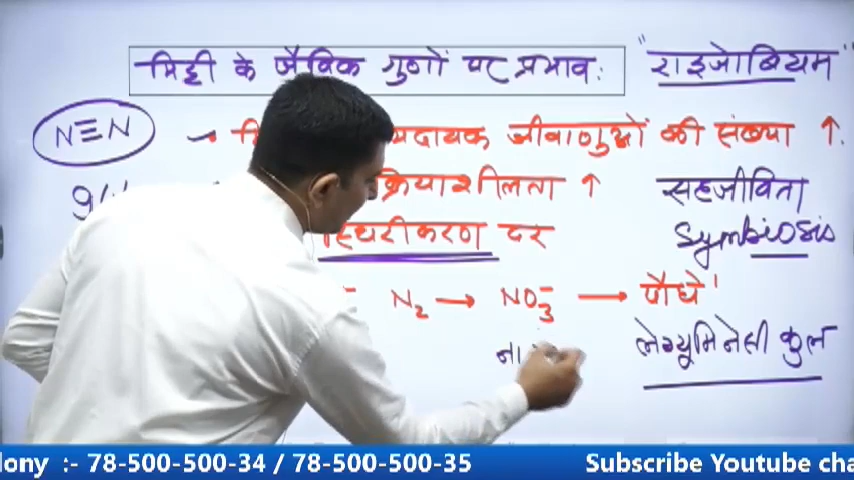 मिट्टी के जैविक गुणों पर प्रभाव:
"राइजोबियम"
N≡N
दायक जीवाणुओं की संख्या ↑
क्रियाशीलता ↑
सहजीविता
Symbiosis
स्थिरीकरण दर
N₂ → NO₃⁻ → पौधे
लेग्यूमिनेसी कुल
ना
lony :- 78-500-500-34 / 78-500-500-35 Subscribe Youtube cha